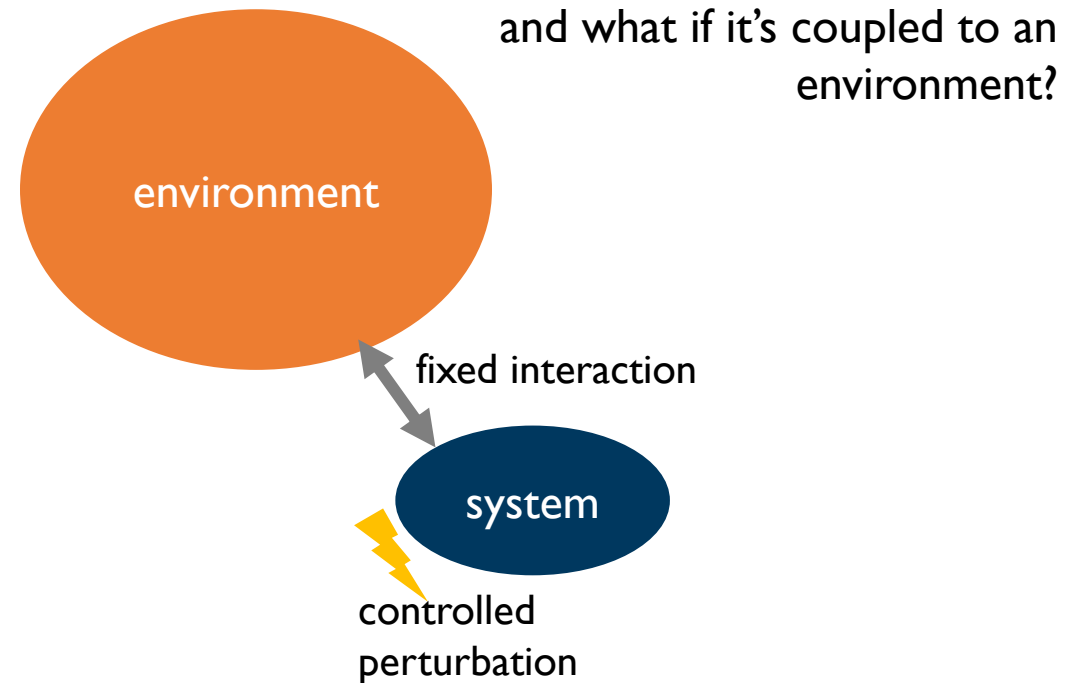 and what if it’s coupled to an
environment?
environment
fixed interaction
system
controlled
perturbation